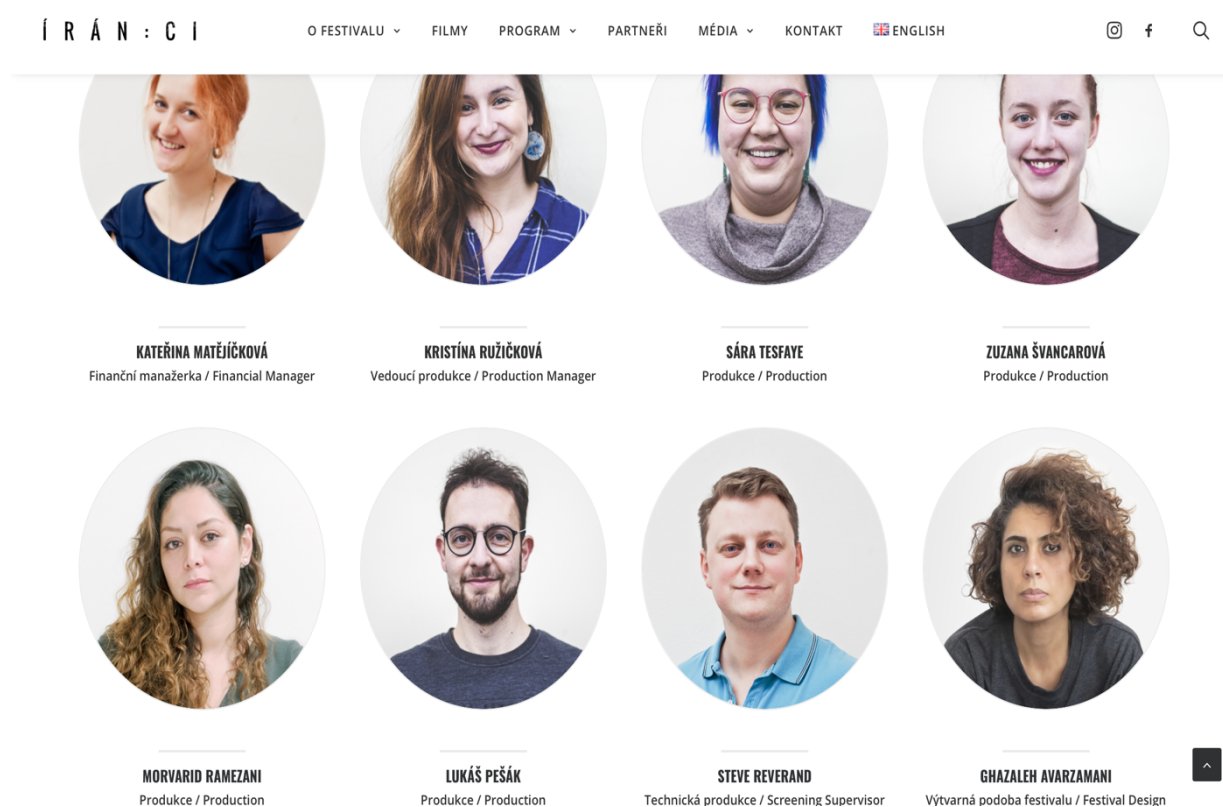 ÍRÁN:CI
O FESTIVALU FILMY PROGRAM PARTNEŘI MÉDIA KONTAKT ENGLISH
KATEŘINA MATĚJÍČKOVÁ KRISTÍNA RUŽIČKOVÁ SÁRA TESFAYE ZUZANA ŠVANCAROVÁ
Finanční manažerka / Financial Manager Vedoucí produkce / Production Manager Produkce / Production Produkce / Production
MORVARID RAMEZANI LUKÁŠ PEŠÁK STEVE REVERAND GHAZALEH AVARZAMANI
Produkce / Production Produkce / Production Technická produkce / Screening Supervisor Výtvarná podoba festivalu / Festival Design